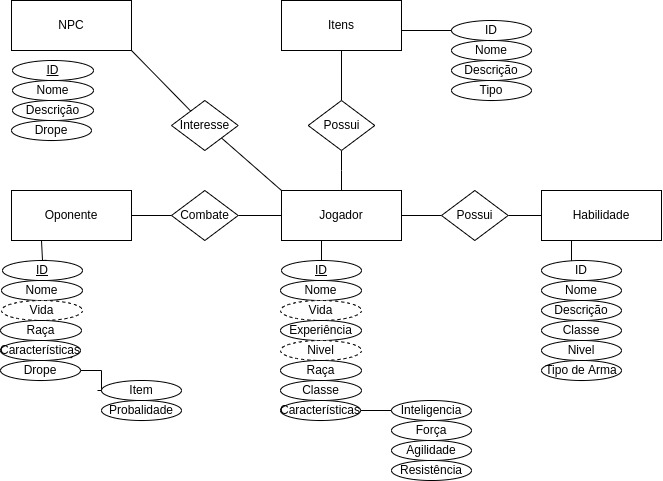 NPC
ID
Nome
Descrição
Drope
Itens
ID
Nome
Descrição
Tipo
Interesse
Possui
Oponente
Combate
Jogador
Possui
Habilidade
ID
Nome
Vida
Raça
Características
Drope
Item
Probalidade
ID
Nome
Vida
Experiência
Nivel
Raça
Classe
Características
Inteligencia
Força
Agilidade
Resistência
ID
Nome
Descrição
Classe
Nivel
Tipo de Arma